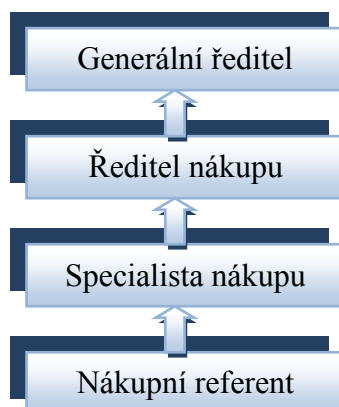 Generální ředitel
Ředitel nákupu
Specialista nákupu
Nákupní referent